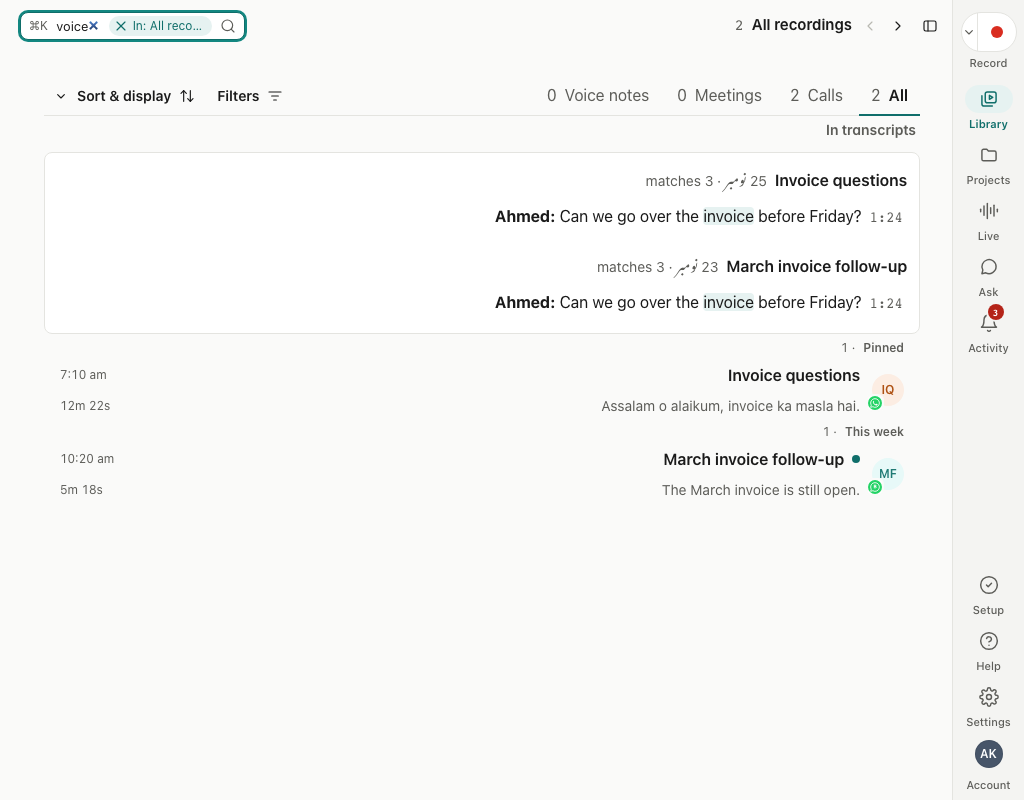 ⌘K voice In: All reco...
2 All recordings
Record
Sort & display
Filters
0 Voice notes
0 Meetings
2 Calls
2 All
Library
In transcripts
Invoice questions 25 نومبر · 3 matches
Ahmed: Can we go over the invoice before Friday? 1:24
March invoice follow-up 23 نومبر · 3 matches
Ahmed: Can we go over the invoice before Friday? 1:24
Projects
Live
Ask
3
Activity
Pinned · 1
IQ
Invoice questions
7:10 am
Assalam o alaikum, invoice ka masla hai.
12m 22s
This week · 1
MF
March invoice follow-up
10:20 am
The March invoice is still open.
5m 18s
Setup
Help
Settings
AK
Account